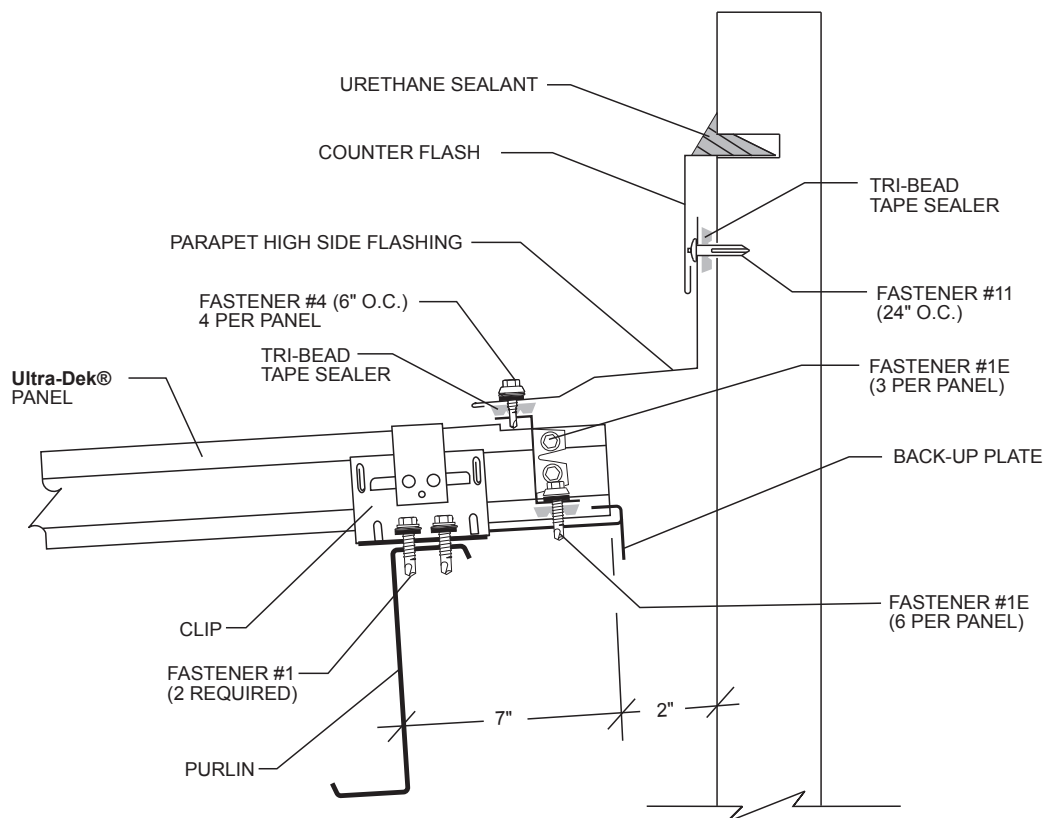 URETHANE SEALANT
COUNTER FLASH
TRI-BEAD
TAPE SEALER
PARAPET HIGH SIDE FLASHING
FASTENER #4 (6" O.C.)
4 PER PANEL
FASTENER #11
(24" O.C.)
TRI-BEAD
TAPE SEALER
FASTENER #1E
(3 PER PANEL)
Ultra-Dek®
PANEL
BACK-UP PLATE
FASTENER #1E
(6 PER PANEL)
CLIP
FASTENER #1
(2 REQUIRED)
7"
2"
PURLIN